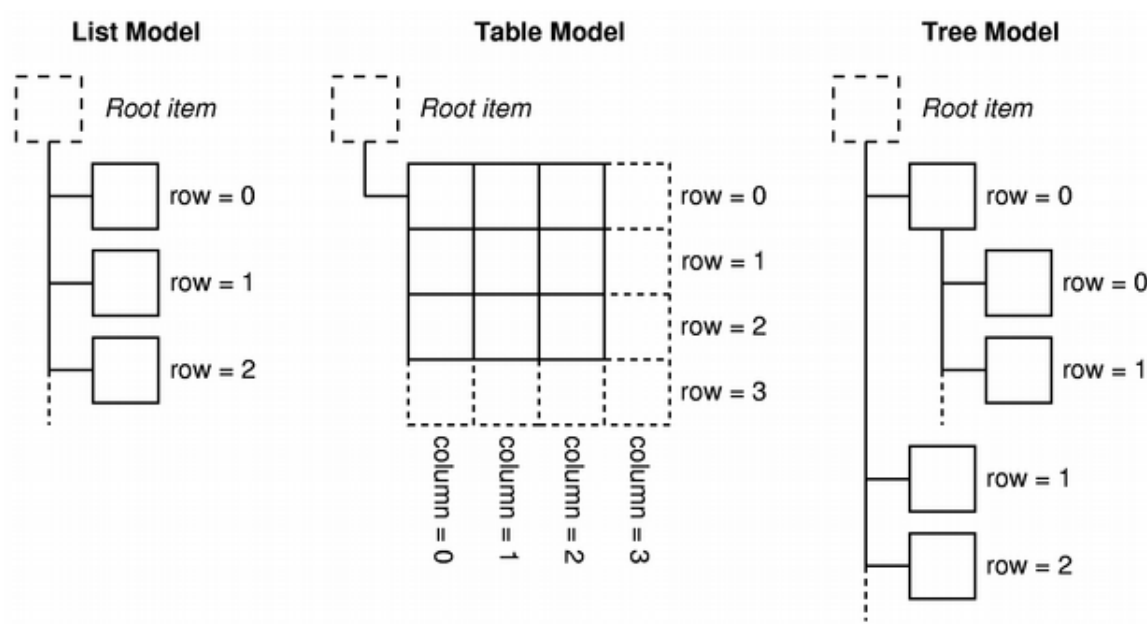 List Model
Root item
row = 0
row = 1
row = 2
Table Model
Root item
row = 0
row = 1
row = 2
row = 3
column = 0
column = 1
column = 2
column = 3
Tree Model
Root item
row = 0
row = 0
row = 1
row = 1
row = 2